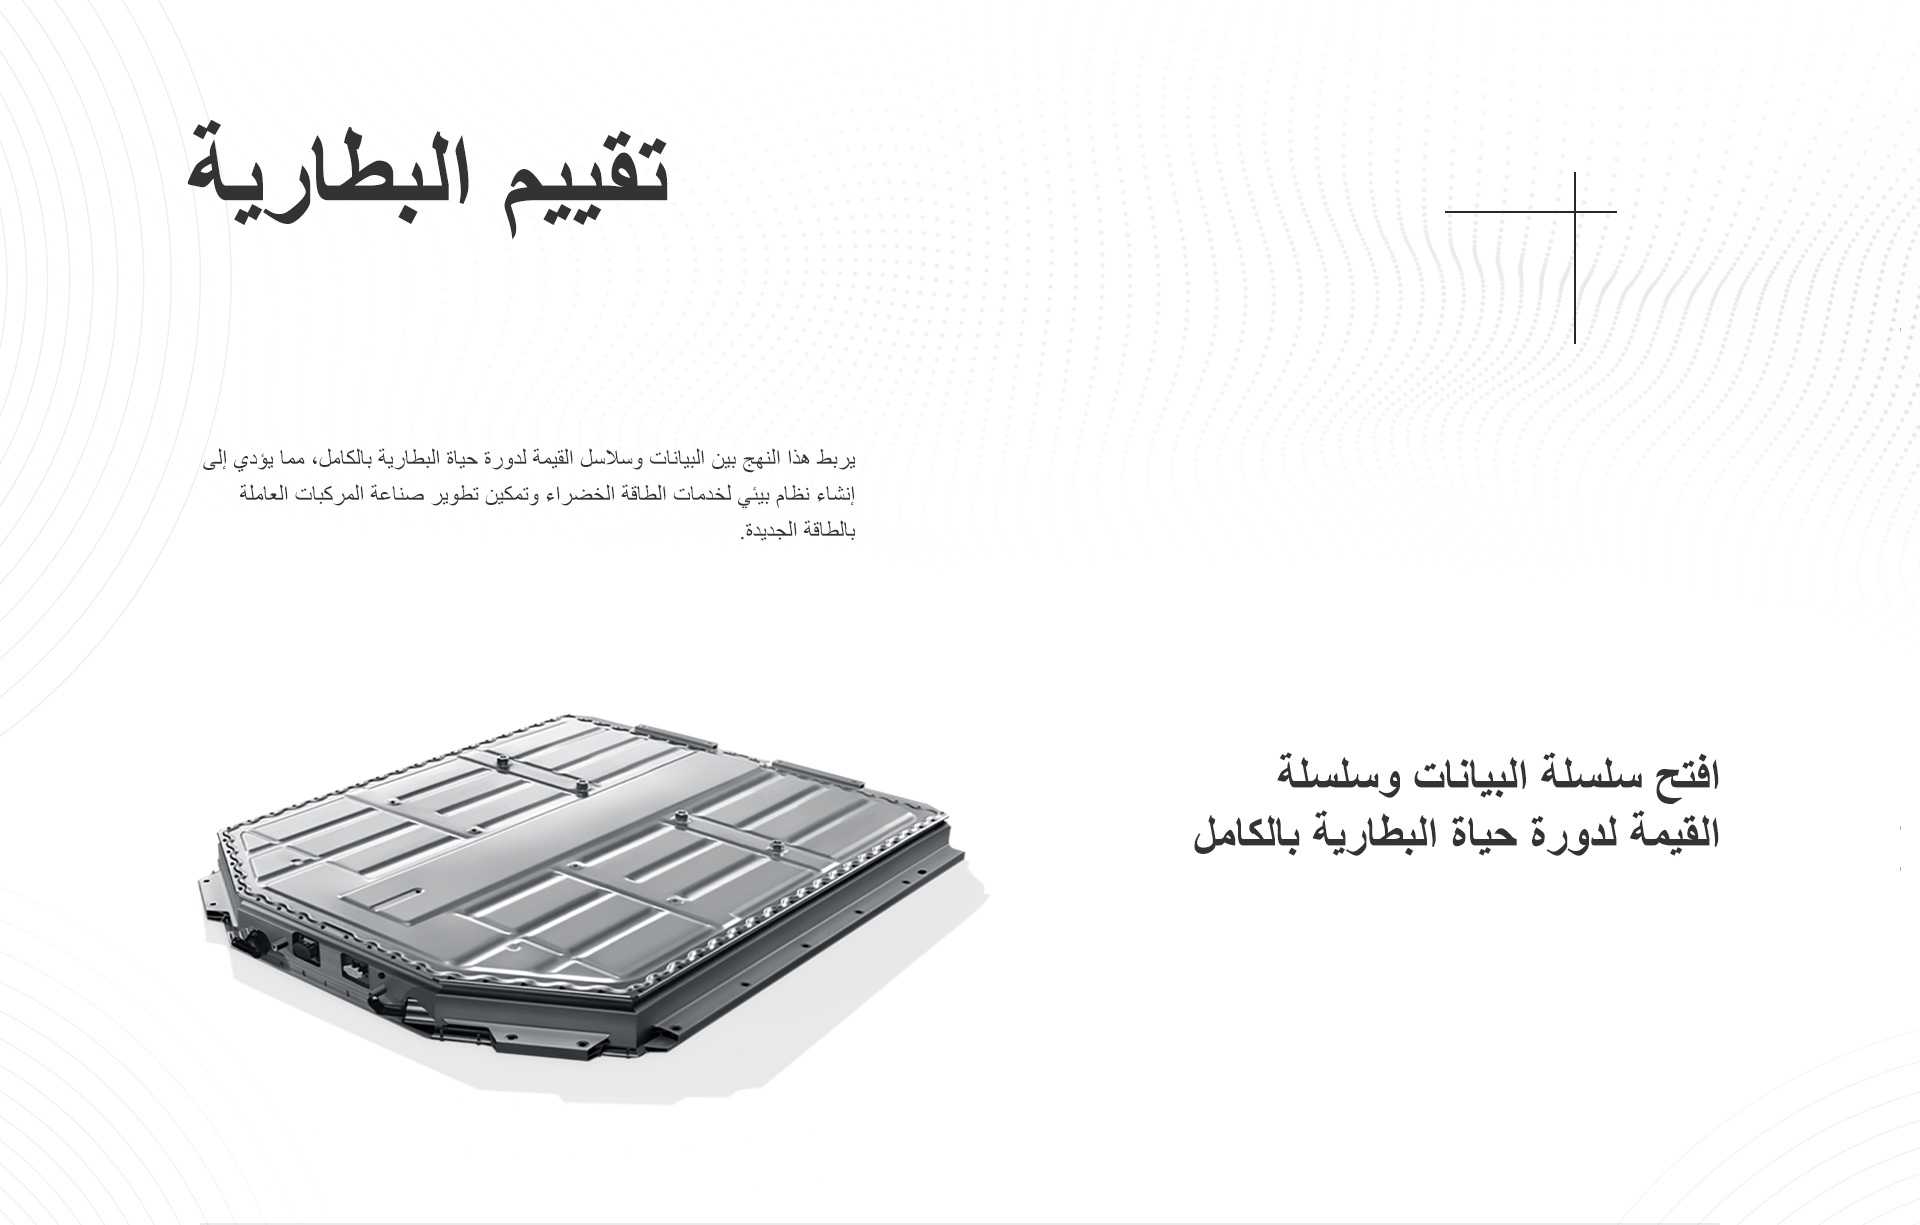 تقييم البطارية
يربط هذا النهج بين البيانات وسلاسل القيمة لدورة حياة البطارية بالكامل، مما يؤدي إلى
إنشاء نظام بيئي لخدمات الطاقة الخضراء وتمكين تطوير صناعة المركبات العاملة
بالطاقة الجديدة.
افتح سلسلة البيانات وسلسلة
القيمة لدورة حياة البطارية بالكامل